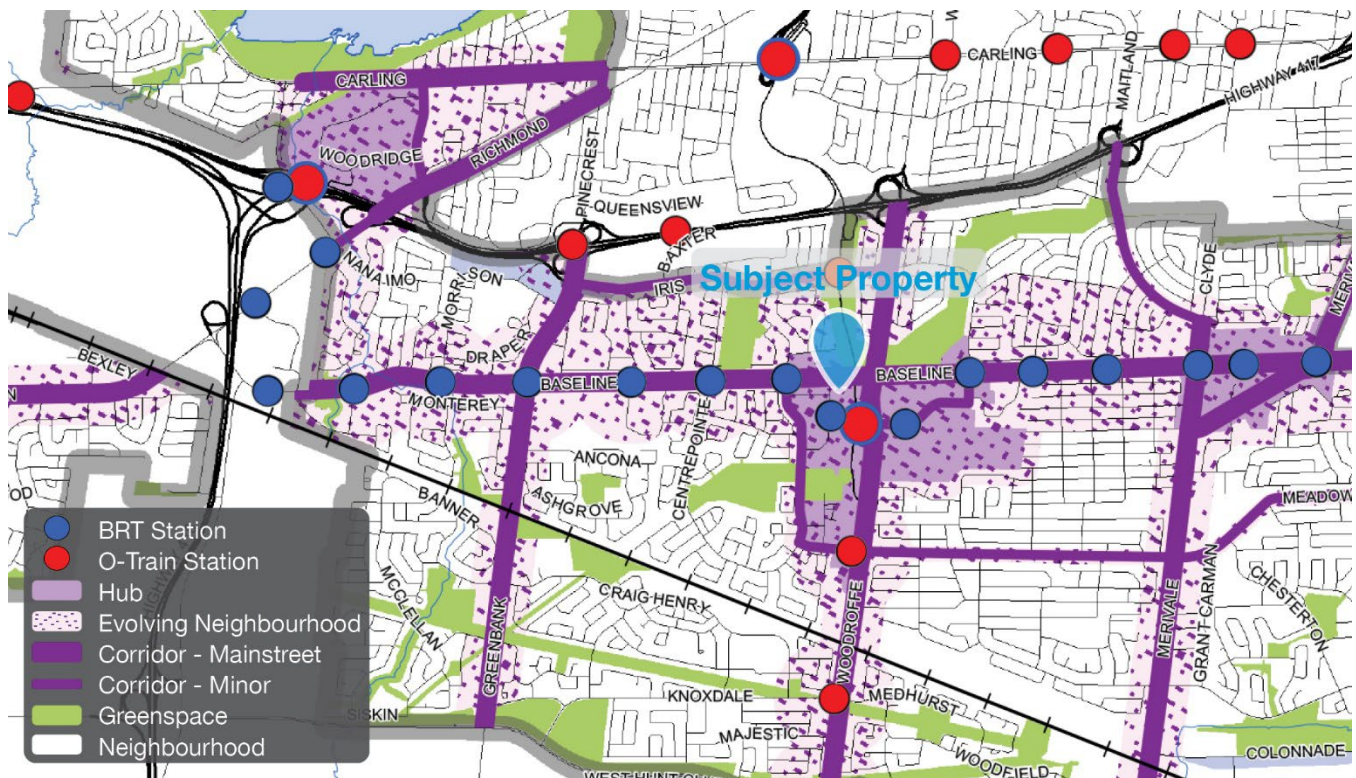 CARLING
CARLING
MAITLAND
HIGHWAY 417
WOODRIDGE
RICHMOND
PINECREST
QUEENSVIEW
BAXTER
IRIS
NANAIMO
MORRISON
Subject Property
CLYDE
DRAPER
BEXLEY
BASELINE
BASELINE
MONTEREY
CENTREPOINTE
ANCONA
ASHGROVE
BANNER
MEADOW
MCCLELLAN
CRAIG HENRY
GREENBANK
WOODROFFE
MERIVALE
GRANT CARMAN
CHESTERTON
KNOXDALE
MEDHURST
SISKIN
MAJESTIC
WOODFIELD
COLONNADE
BRT Station
O-Train Station
Hub
Evolving Neighbourhood
Corridor - Mainstreet
Corridor - Minor
Greenspace
Neighbourhood